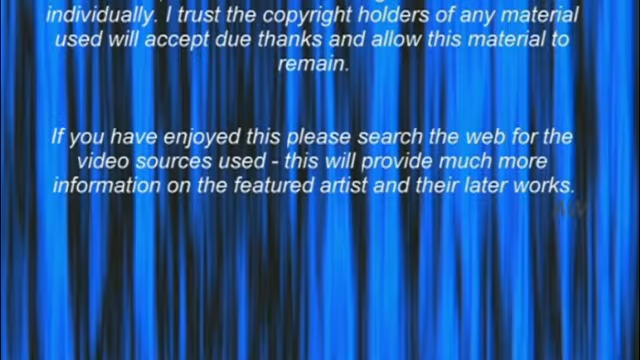 individually. I trust the copyright holders of any material
used will accept due thanks and allow this material to
remain.
If you have enjoyed this please search the web for the
video sources used - this will provide much more
information on the featured artist and their later works.